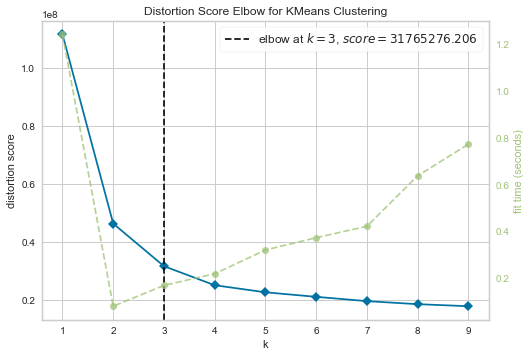 Distortion Score Elbow for KMeans Clustering
1e8
elbow at k = 3, score = 31765276.206
1.0
0.8
0.6
0.4
0.2
distortion score
1.2
1.0
0.8
0.6
0.4
0.2
fit time (seconds)
1 2 3 4 5 6 7 8 9
k